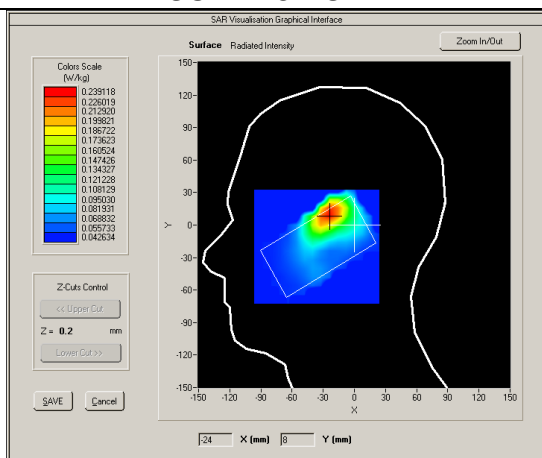 SAR Visualisation Graphical Interface
Surface Radiated Intensity
Zoom In/Out
Colors Scale
(W/kg)
0.239118
0.226019
0.212920
0.199821
0.186722
0.173623
0.160524
0.147426
0.134327
0.121228
0.108129
0.095030
0.081931
0.068832
0.055733
0.042634
Z-Cuts Control
<< Upper Cut
Z = 0.2 mm
Lower Cut >>
SAVE Cancel
150
120
90
60
30
0
-30
-60
-90
-120
-150
Y
-150 -120 -90 -60 -30 0 30 60 90 120 150
X
-24 X (mm) 8 Y (mm)